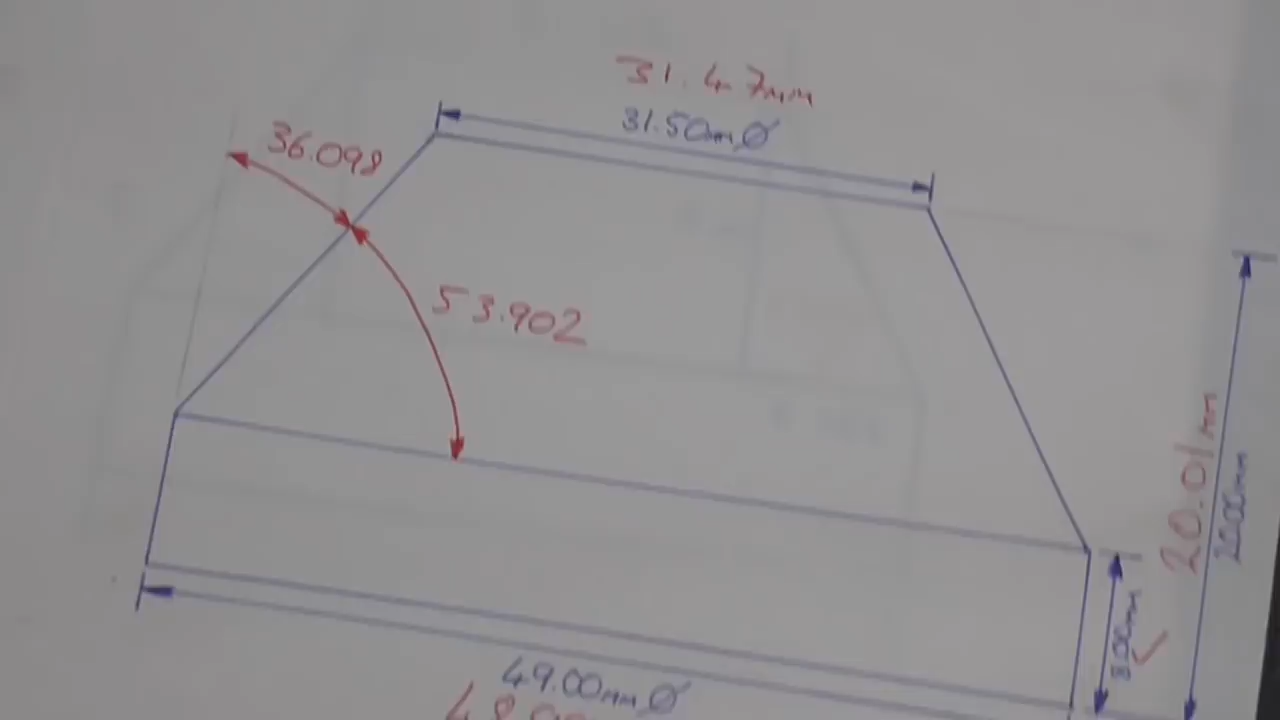 31.47mm
31.50mm Ø
36.098
53.902
20.01mm
20.00mm
8.00mm
49.00mm Ø